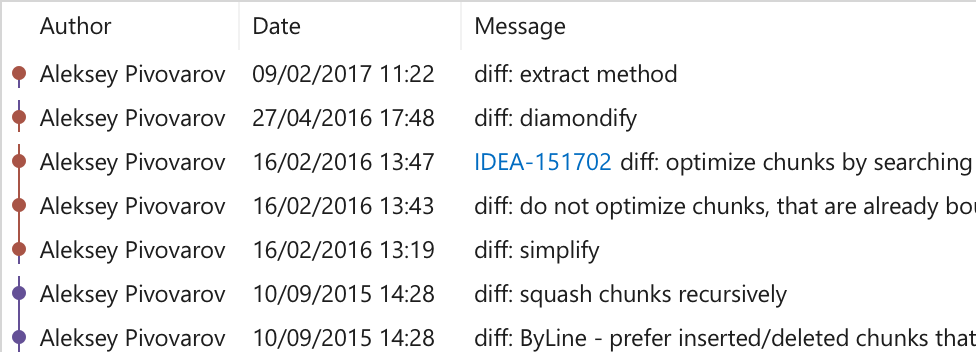 Author Date Message
Aleksey Pivovarov 09/02/2017 11:22 diff: extract method
Aleksey Pivovarov 27/04/2016 17:48 diff: diamondify
Aleksey Pivovarov 16/02/2016 13:47 IDEA-151702 diff: optimize chunks by searching
Aleksey Pivovarov 16/02/2016 13:43 diff: do not optimize chunks, that are already
Aleksey Pivovarov 16/02/2016 13:19 diff: simplify
Aleksey Pivovarov 10/09/2015 14:28 diff: squash chunks recursively
Aleksey Pivovarov 10/09/2015 14:28 diff: ByLine - prefer inserted/deleted chunks that